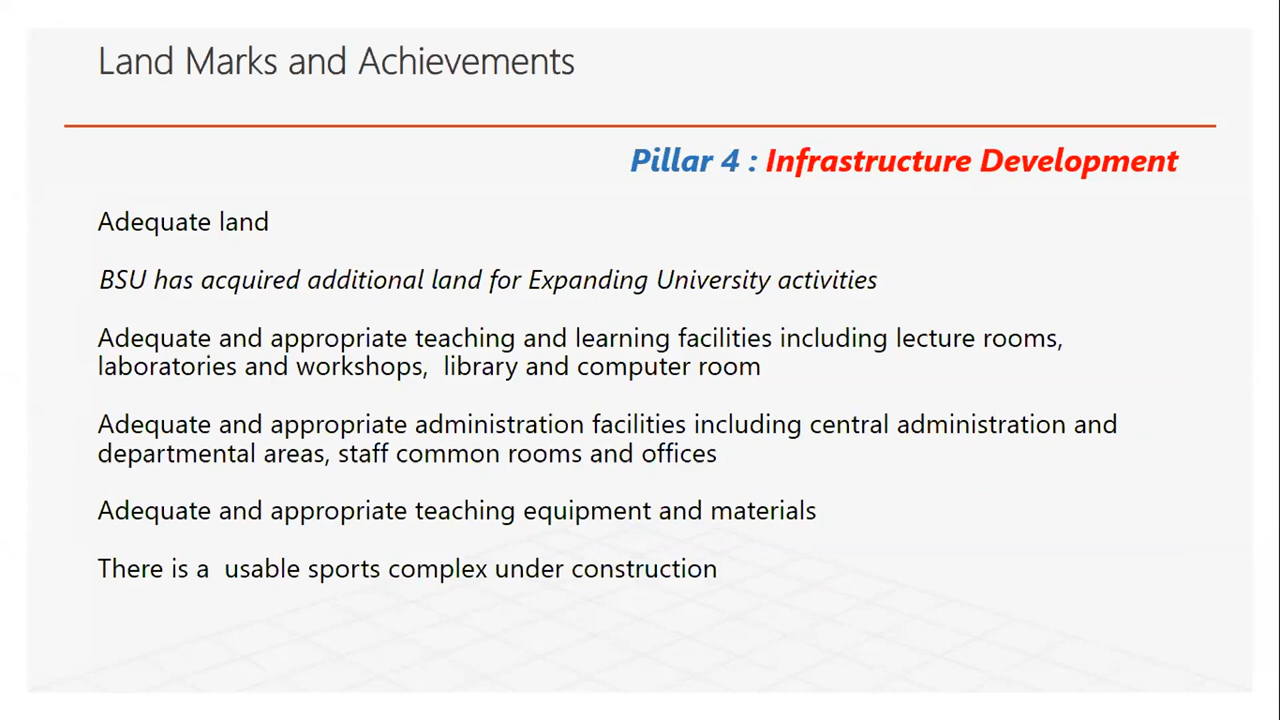 Land Marks and Achievements
Pillar 4 : Infrastructure Development
Adequate land
BSU has acquired additional land for Expanding University activities
Adequate and appropriate teaching and learning facilities including lecture rooms,
laboratories and workshops,  library and computer room
Adequate and appropriate administration facilities including central administration and
departmental areas, staff common rooms and offices
Adequate and appropriate teaching equipment and materials
There is a  usable sports complex under construction